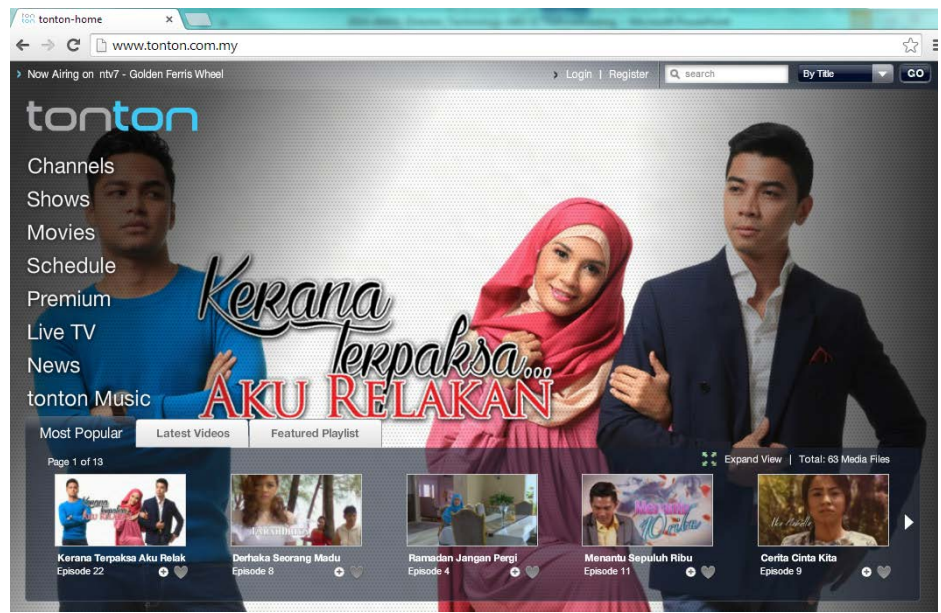 tonton-home
www.tonton.com.my
Now Airing on ntv7 - Golden Ferris Wheel
Login | Register
search
By Title
GO
tonton
Channels
Shows
Movies
Schedule
Premium
Live TV
News
tonton Music
Kerana
Terpaksa...
AKU RELAKAN
Most Popular
Latest Videos
Featured Playlist
Page 1 of 13
Expand View | Total: 63 Media Files
Kerana Terpaksa Aku Relak
Episode 22
Derhaka Seorang Madu
Episode 8
Ramadan Jangan Pergi
Episode 4
Menantu Sepuluh Ribu
Episode 11
Cerita Cinta Kita
Episode 9